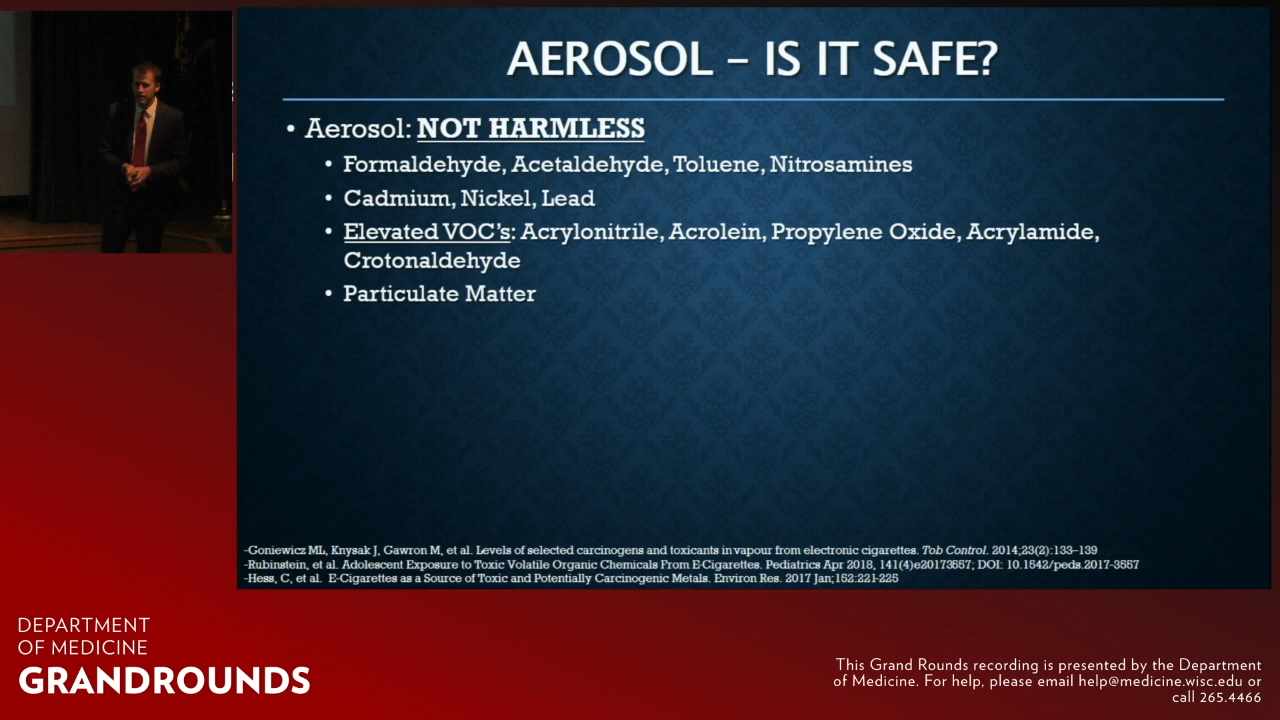 AEROSOL – IS IT SAFE?
• Aerosol: NOT HARMLESS
• Formaldehyde, Acetaldehyde, Toluene, Nitrosamines
• Cadmium, Nickel, Lead
• Elevated VOC's: Acrylonitrile, Acrolein, Propylene Oxide, Acrylamide,
Crotonaldehyde
• Particulate Matter
-Goniewicz ML, Knysak J, Gawron M, et al. Levels of selected carcinogens and toxicants in vapour from electronic cigarettes. Tob Control. 2014;23(2):133–139
-Rubinstein, et al. Adolescent Exposure to Toxic Volatile Organic Chemicals From E-Cigarettes. Pediatrics Apr 2018, 141(4)e20173557; DOI: 10.1542/peds.2017-3557
-Hess, C, et al. E-Cigarettes as a Source of Toxic and Potentially Carcinogenic Metals. Environ Res. 2017 Jan;152:221-225
DEPARTMENT
OF MEDICINE
GRANDROUNDS
This Grand Rounds recording is presented by the Department
of Medicine. For help, please email help@medicine.wisc.edu or
call 265.4466